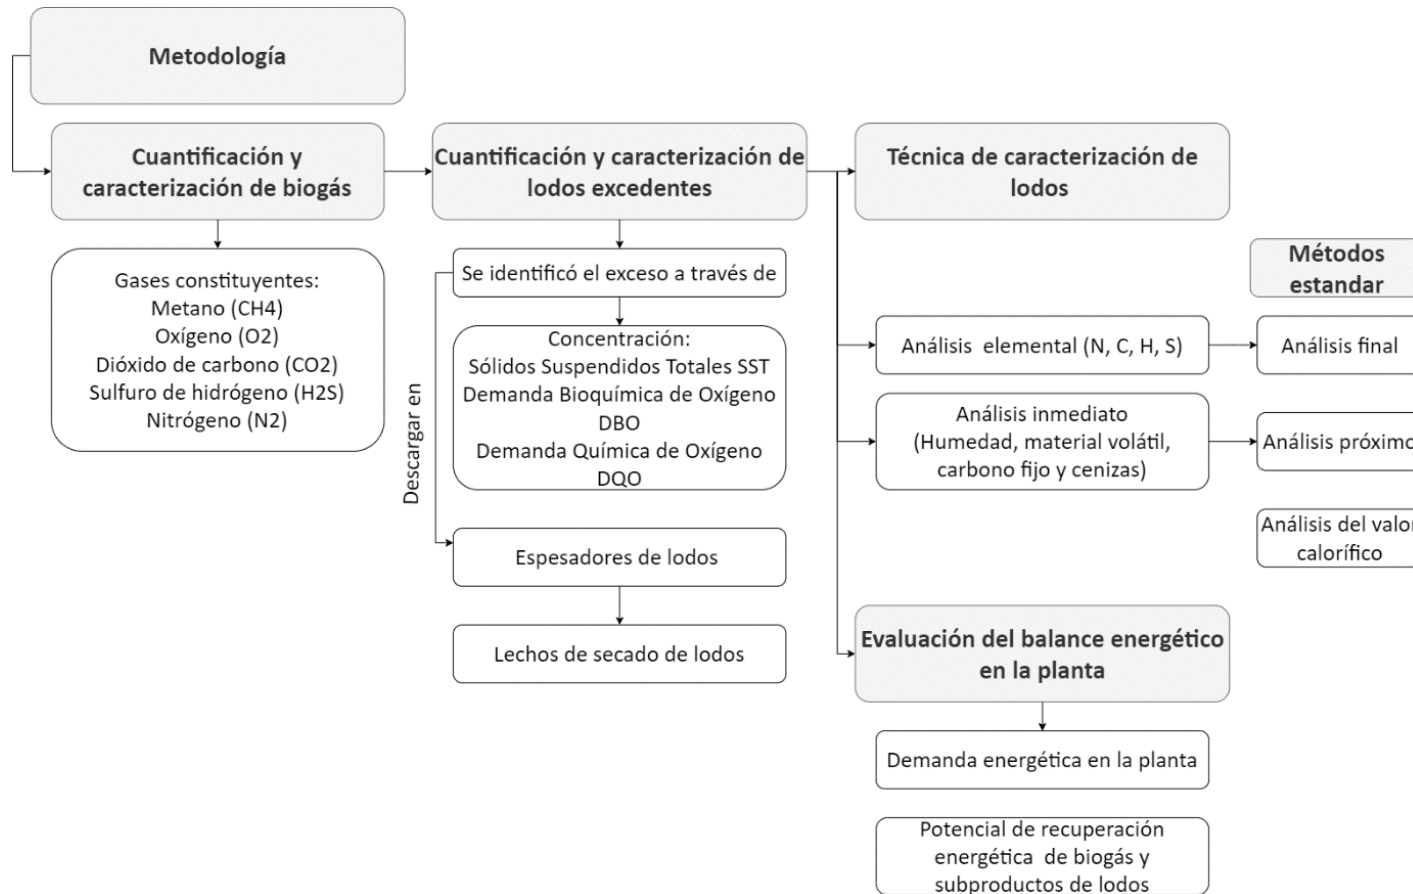 Metodología
Cuantificación y
caracterización de biogás
Gases constituyentes:
Metano (CH4)
Oxígeno (O2)
Dióxido de carbono (CO2)
Sulfuro de hidrógeno (H2S)
Nitrógeno (N2)
Cuantificación y caracterización de
lodos excedentes
Se identificó el exceso a través de
Concentración:
Sólidos Suspendidos Totales SST
Demanda Bioquímica de Oxígeno
DBO
Demanda Química de Oxígeno
DQO
Descargar en
Espesadores de lodos
Lechos de secado de lodos
Técnica de caracterización de
lodos
Métodos
estandar
Análisis elemental (N, C, H, S)
Análisis final
Análisis inmediato
(Humedad, material volátil,
carbono fijo y cenizas)
Análisis próximo
Análisis del valor
calorífico
Evaluación del balance energético
en la planta
Demanda energética en la planta
Potencial de recuperación
energética de biogás y
subproductos de lodos